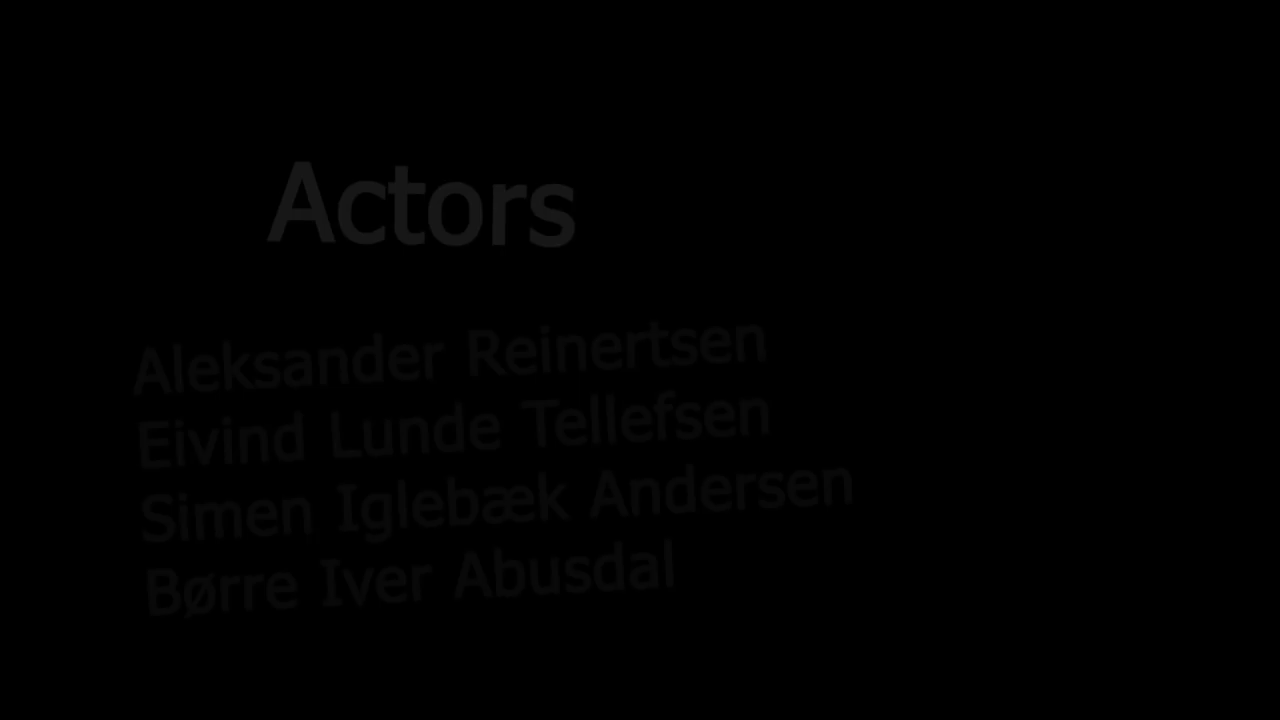 Actors
Aleksander Reinertsen
Eivind Lunde Tellefsen
Simen Iglebæk Andersen
Børre Iver Abusdal